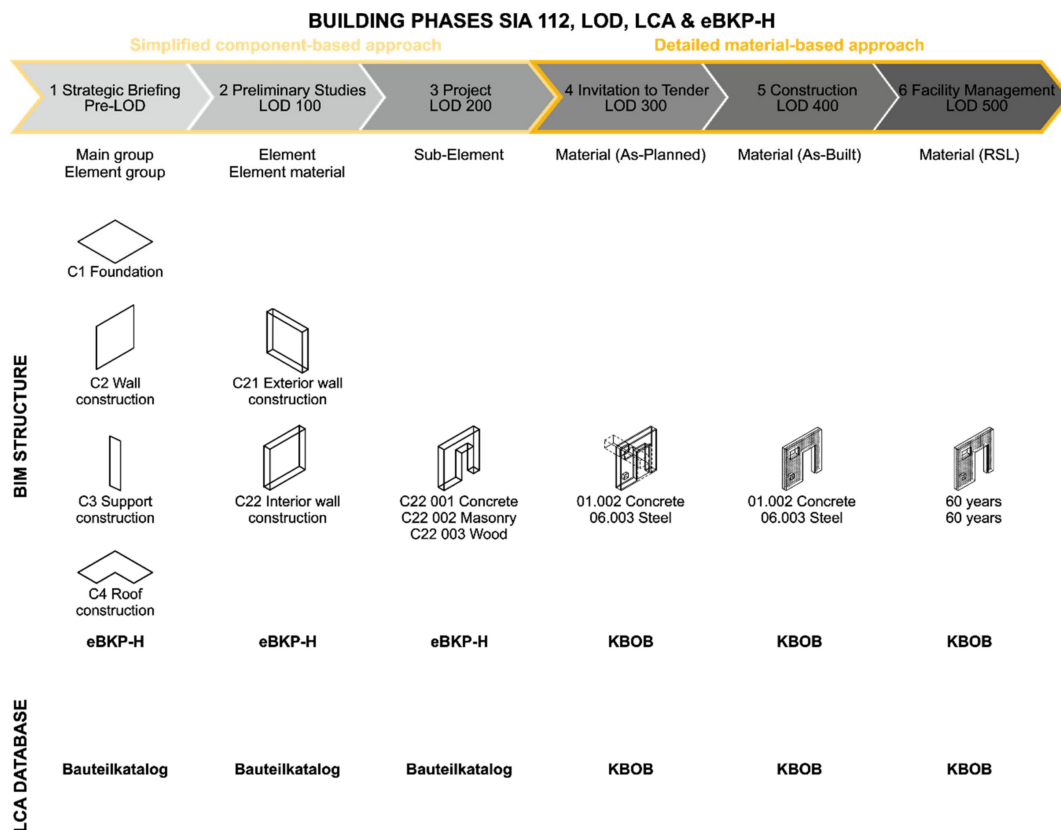 BUILDING PHASES SIA 112, LOD, LCA & eBKP-H
Simplified component-based approach
Detailed material-based approach
1 Strategic Briefing
Pre-LOD
2 Preliminary Studies
LOD 100
3 Project
LOD 200
4 Invitation to Tender
LOD 300
5 Construction
LOD 400
6 Facility Management
LOD 500
Main group
Element group
Element
Element material
Sub-Element
Material (As-Planned)
Material (As-Built)
Material (RSL)
BIM STRUCTURE
C1 Foundation
C2 Wall
construction
C21 Exterior wall
construction
C3 Support
construction
C22 Interior wall
construction
C22 001 Concrete
C22 002 Masonry
C22 003 Wood
01.002 Concrete
06.003 Steel
01.002 Concrete
06.003 Steel
60 years
60 years
C4 Roof
construction
eBKP-H
eBKP-H
eBKP-H
KBOB
KBOB
KBOB
LCA DATABASE
Bauteilkatalog
Bauteilkatalog
Bauteilkatalog
KBOB
KBOB
KBOB